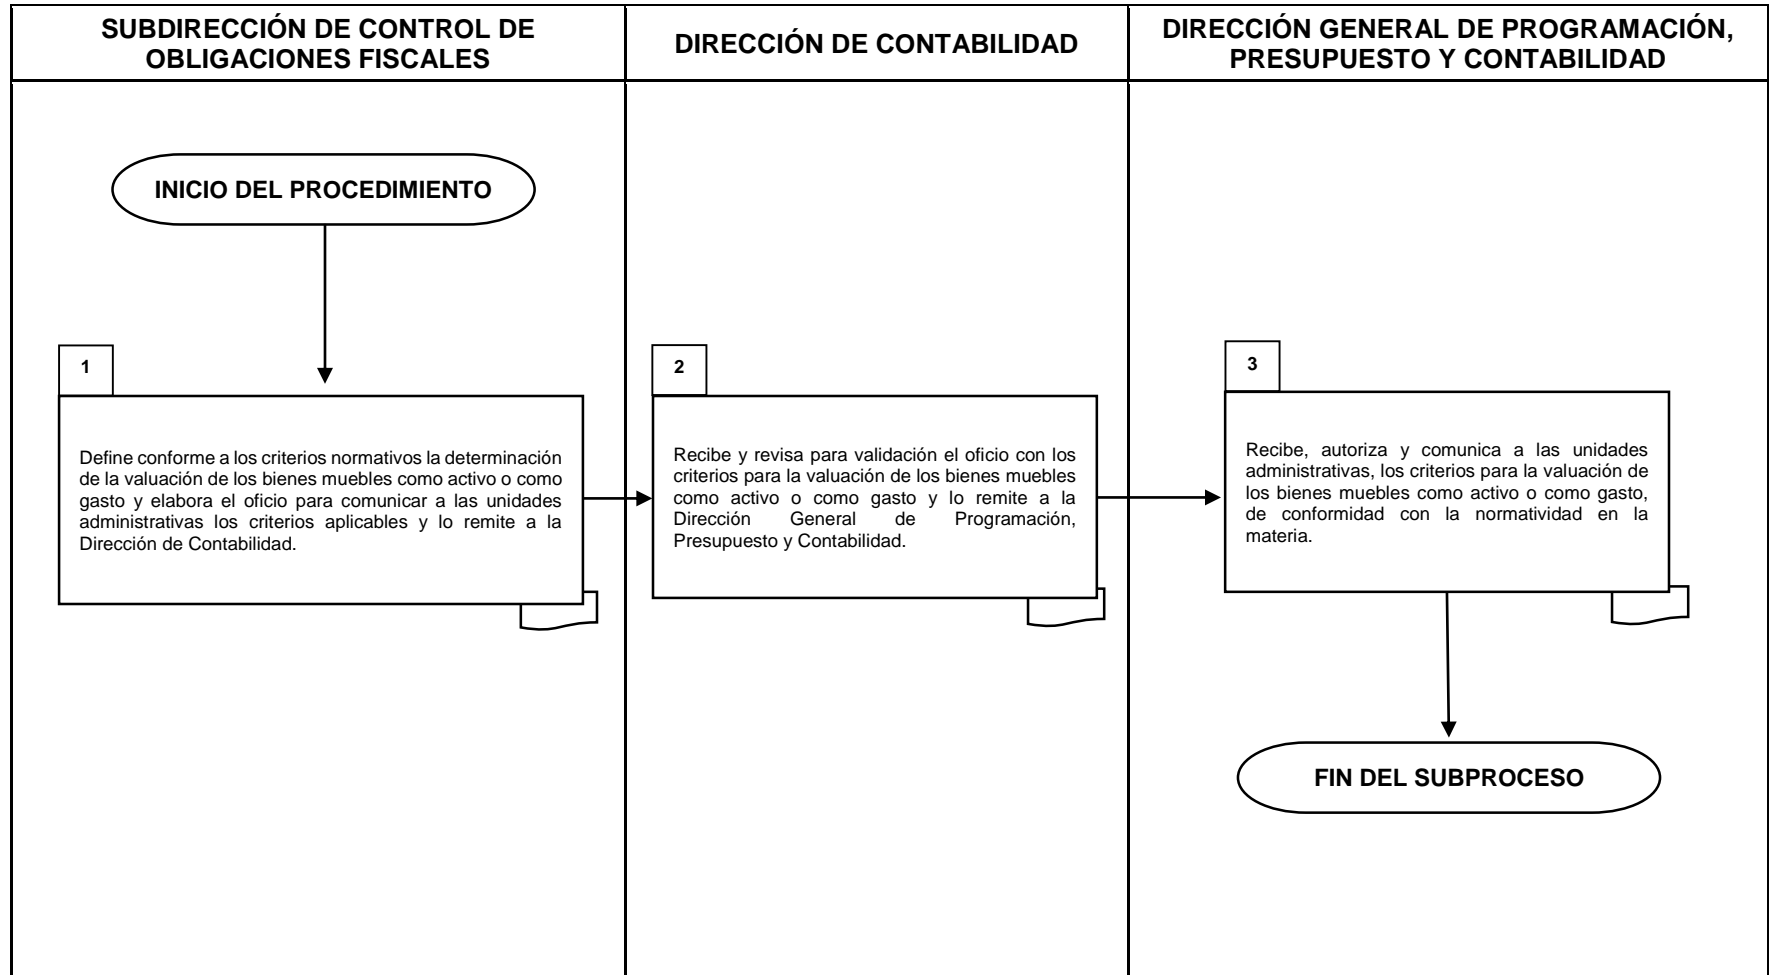 SUBDIRECCIÓN DE CONTROL DE
OBLIGACIONES FISCALES
DIRECCIÓN DE CONTABILIDAD
DIRECCIÓN GENERAL DE PROGRAMACIÓN,
PRESUPUESTO Y CONTABILIDAD
INICIO DEL PROCEDIMIENTO
1
Define conforme a los criterios normativos la determinación
de la valuación de los bienes muebles como activo o como
gasto y elabora el oficio para comunicar a las unidades
administrativas los criterios aplicables y lo remite a la
Dirección de Contabilidad.
2
Recibe y revisa para validación el oficio con los
criterios para la valuación de los bienes muebles
como activo o como gasto y lo remite a la
Dirección General de Programación,
Presupuesto y Contabilidad.
3
Recibe, autoriza y comunica a las unidades
administrativas, los criterios para la valuación de
los bienes muebles como activo o como gasto,
de conformidad con la normatividad en la
materia.
FIN DEL SUBPROCESO